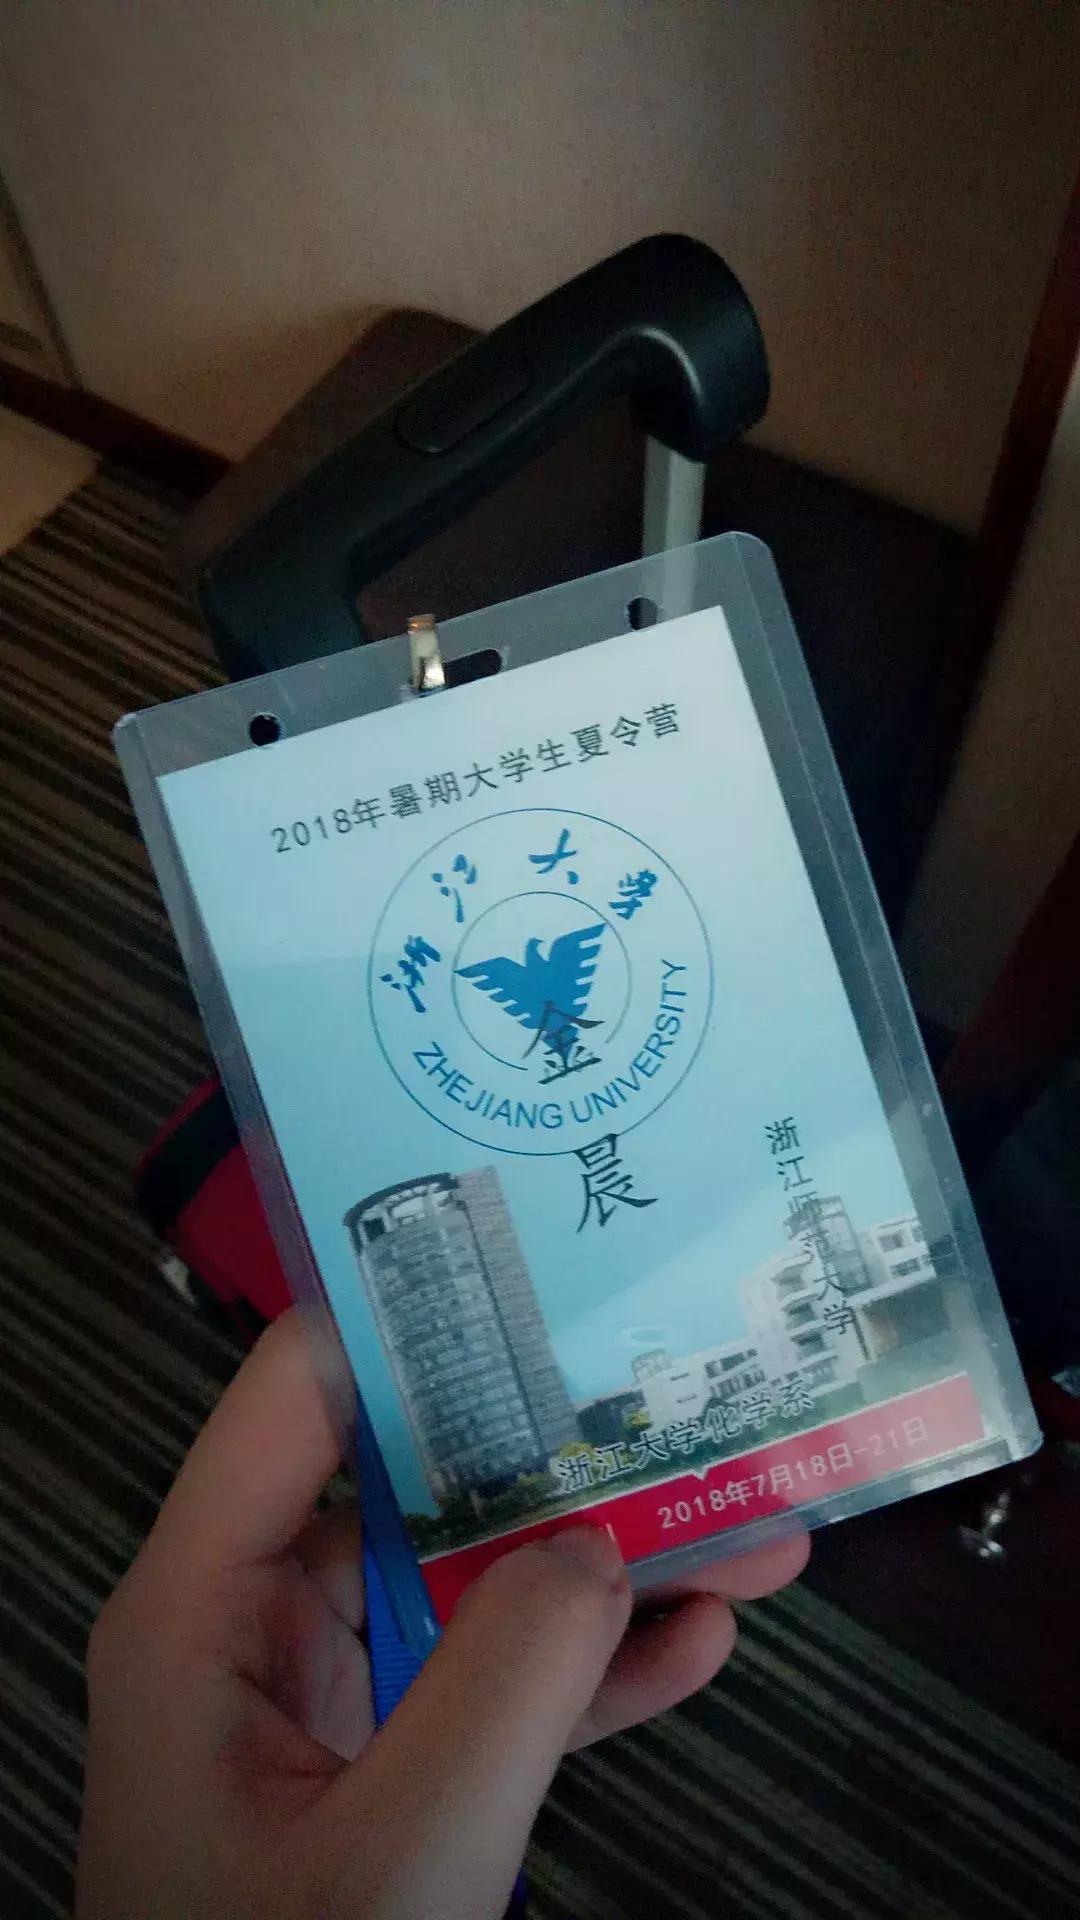 2018年暑期大学生夏令营
浙江大学
ZHEJIANG UNIVERSITY
金
晨
浙江师范大学
浙江大学化学系
2018年7月18日-21日